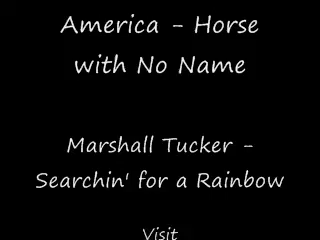 America - Horse
with No Name
Marshall Tucker -
Searchin' for a Rainbow
Visit